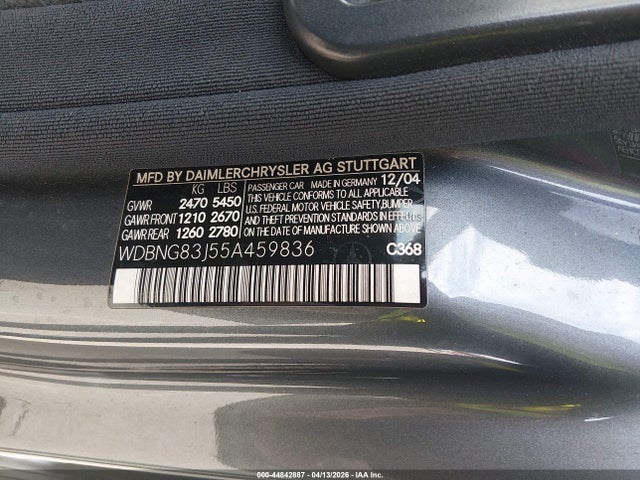 MFD BY DAIMLERCHRYSLER AG STUTTGART
KG LBS
GVWR 2470 5450
GAWR FRONT 1210 2670
GAWR REAR 1260 2780
PASSENGER CAR MADE IN GERMANY 12/04
THIS VEHICLE CONFORMS TO ALL APPLICABLE
U.S. FEDERAL MOTOR VEHICLE SAFETY, BUMPER
AND THEFT PREVENTION STANDARDS IN EFFECT
ON THE DATE OF MANUFACTURE SHOWN ABOVE
WDBNG83J55A459836
C368
000-44842887 | 04/13/2026 | IAA Inc.